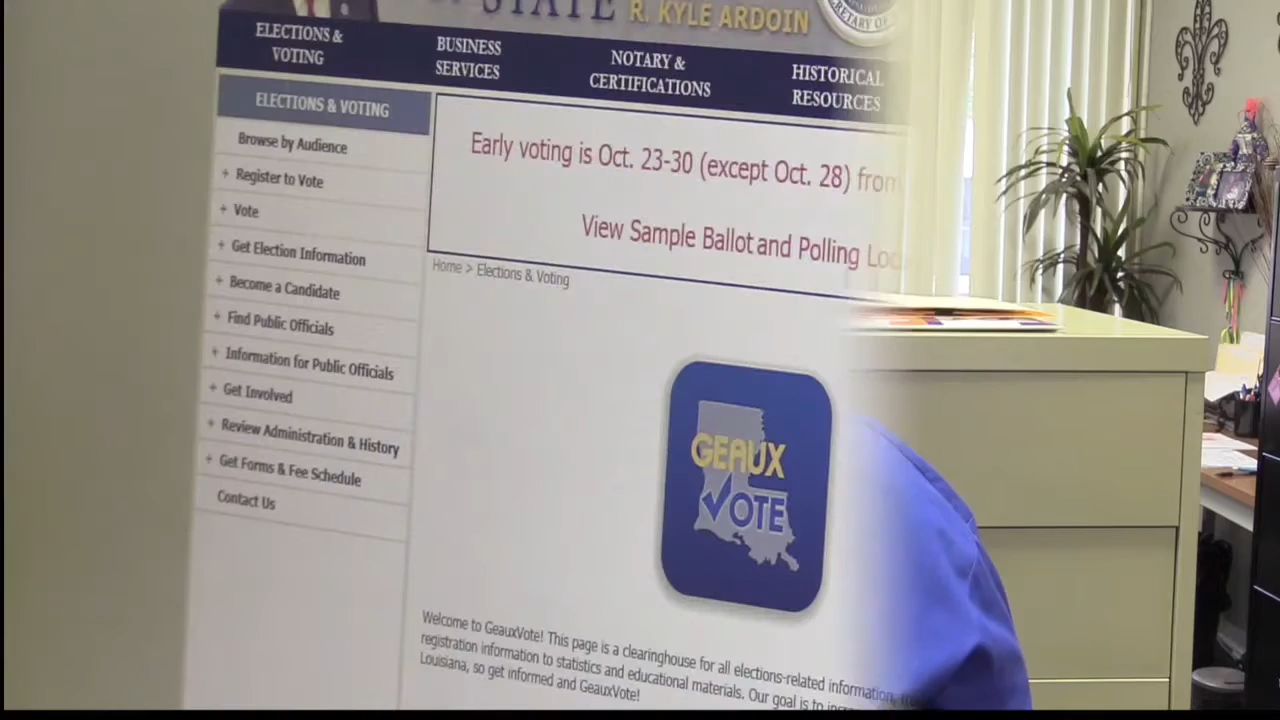 STATE R. KYLE ARDOIN
ELECTIONS & VOTING
BUSINESS SERVICES
NOTARY & CERTIFICATIONS
HISTORICAL RESOURCES
ELECTIONS & VOTING
Browse by Audience
+ Register to Vote
+ Vote
+ Get Election Information
+ Become a Candidate
+ Find Public Officials
+ Information for Public Officials
+ Get Involved
+ Review Administration & History
+ Get Forms & Fee Schedule
Contact Us
Early voting is Oct. 23-30 (except Oct. 28) from
View Sample Ballot and Polling
Home > Elections & Voting
GEAUX
VOTE
Welcome to GeauxVote! This page is a clearinghouse for all elections-related information,
registration information to statistics and educational materials. Our goal is to
Louisiana, so get informed and GeauxVote!